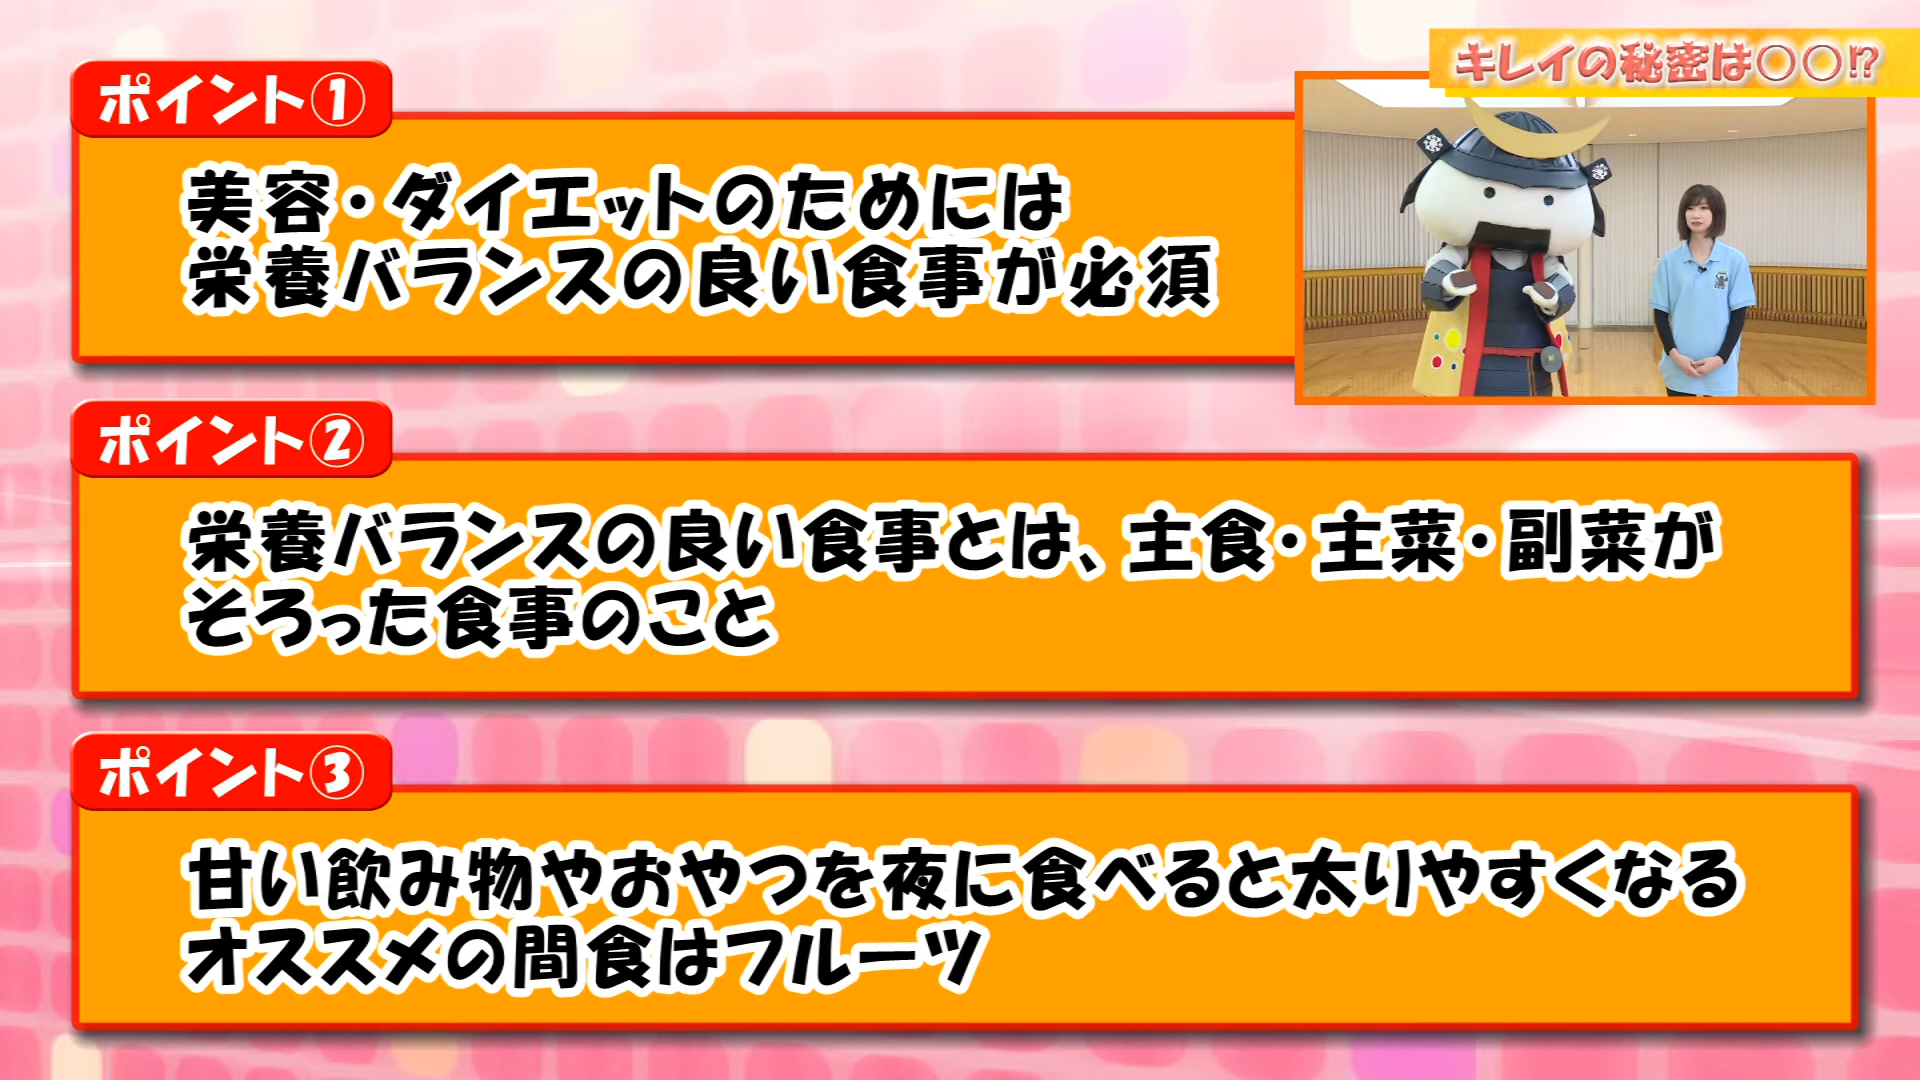 キレイの秘密は○○⁉
ポイント①
美容・ダイエットのためには
栄養バランスの良い食事が必須
ポイント②
栄養バランスの良い食事とは、主食・主菜・副菜が
そろった食事のこと
ポイント③
甘い飲み物やおやつを夜に食べると太りやすくなる
オススメの間食はフルーツ